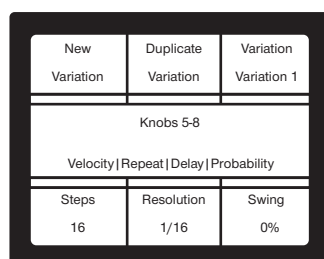 New Duplicate Variation
Variation Variation Variation 1
Knobs 5-8
Velocity|Repeat|Delay|Probability
Steps Resolution Swing
16 1/16 0%